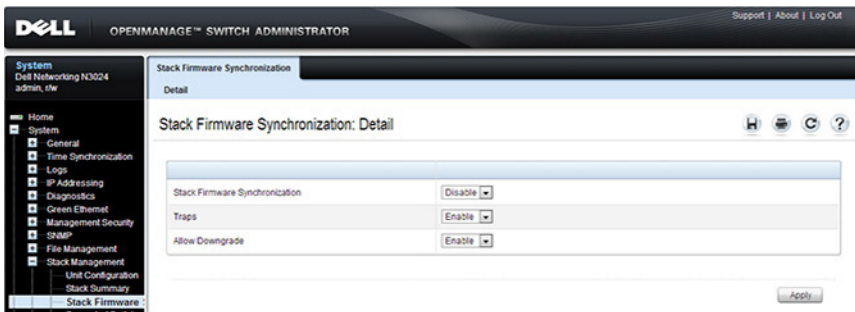 Support | About | Log Out
DELL OPENMANAGE™ SWITCH ADMINISTRATOR
System
Dell Networking N3024
admin, r/w
Home
System
General
Time Synchronization
Logs
IP Addressing
Diagnostics
Green Ethernet
Management Security
SNMP
File Management
Stack Management
Unit Configuration
Stack Summary
Stack Firmware
Stack Firmware Synchronization
Detail
Stack Firmware Synchronization: Detail
?
Stack Firmware Synchronization Disable
Traps Enable
Allow Downgrade Enable
Apply